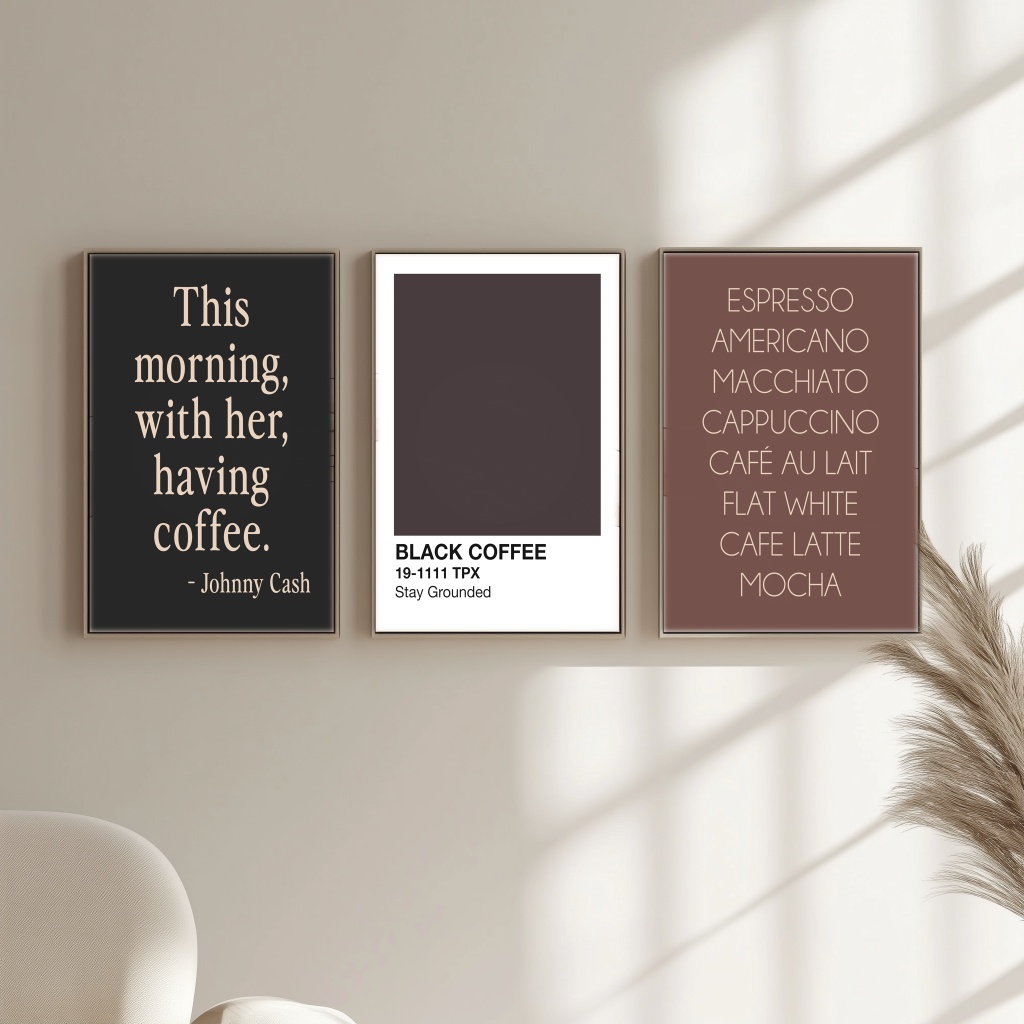 This
morning,
with her,
having
coffee.
- Johnny Cash
BLACK COFFEE
19-1111 TPX
Stay Grounded
ESPRESSO
AMERICANO
MACCHIATO
CAPPUCCINO
CAFÉ AU LAIT
FLAT WHITE
CAFE LATTE
MOCHA